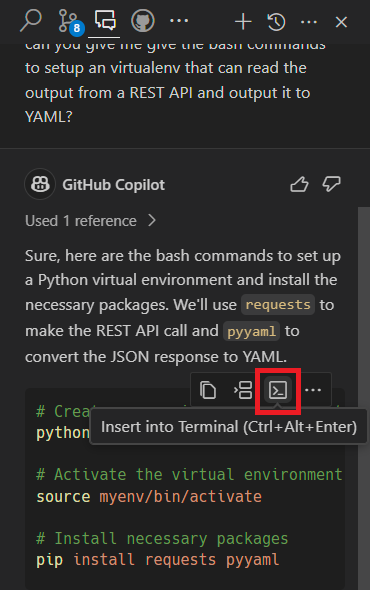 8
can you give me give the bash commands
to setup an virtualenv that can read the
output from a REST API and output it to
YAML?
GitHub Copilot
Used 1 reference
Sure, here are the bash commands to set up
a Python virtual environment and install the
necessary packages. We'll use requests to
make the REST API call and pyyaml to
convert the JSON response to YAML.
# Creat
python
Insert into Terminal (Ctrl+Alt+Enter)
# Activate the virtual environment
source myenv/bin/activate
# Install necessary packages
pip install requests pyyaml